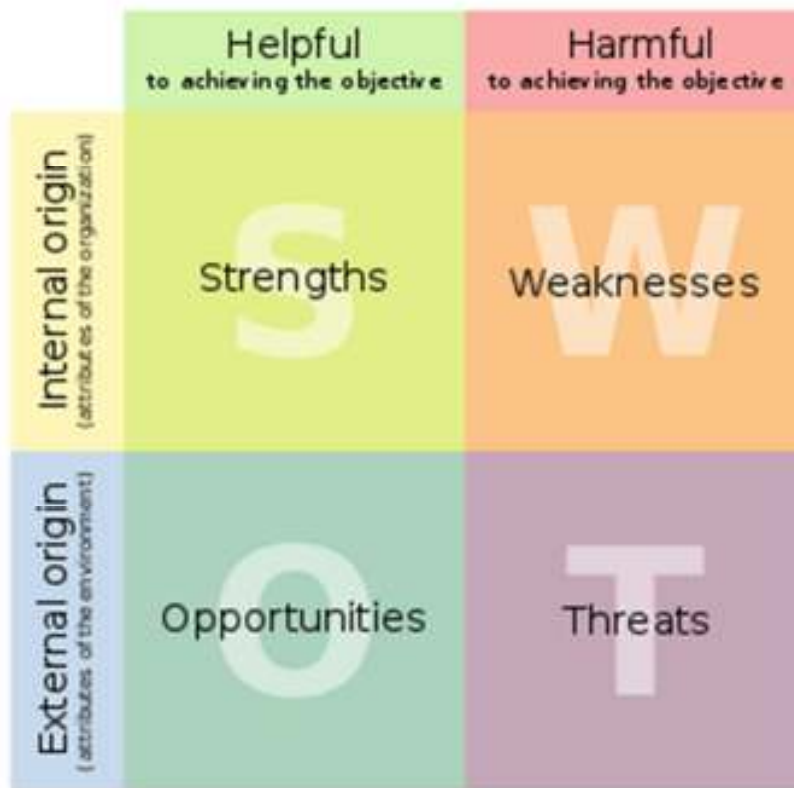 Helpful
to achieving the objective
Harmful
to achieving the objective
Internal origin
(attributes of the organization)
S
Strengths
W
Weaknesses
External origin
(attributes of the environment)
O
Opportunities
T
Threats